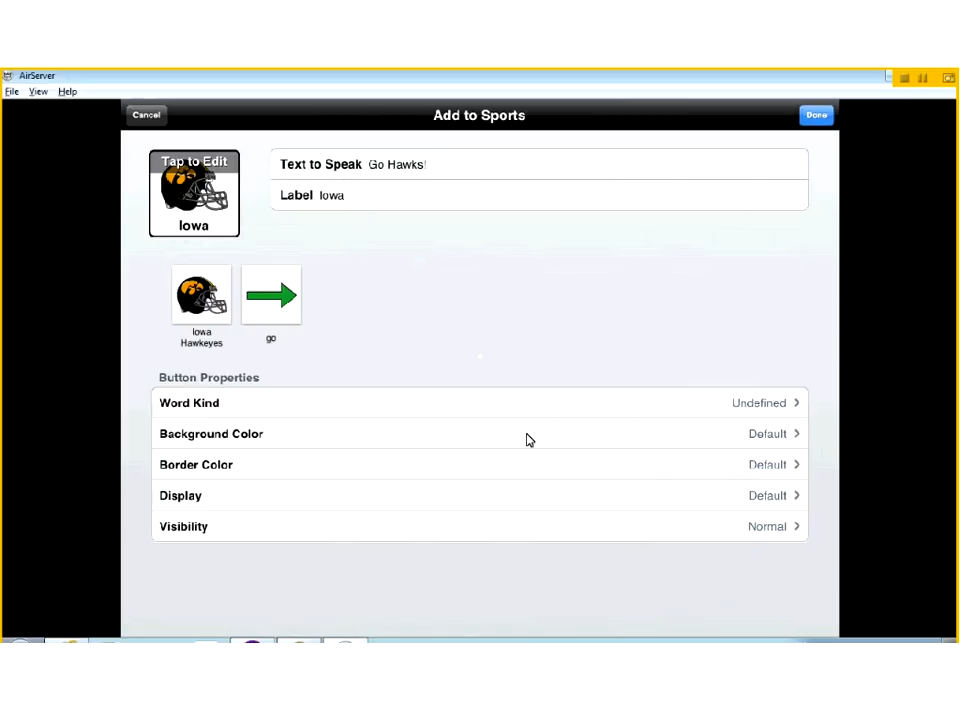 AirServer
File View Help
Cancel
Add to Sports
Done
Tap to Edit
Iowa
Text to Speak Go Hawks!
Label Iowa
Iowa
Hawkeyes
go
Button Properties
Word Kind Undefined
Background Color Default
Border Color Default
Display Default
Visibility Normal